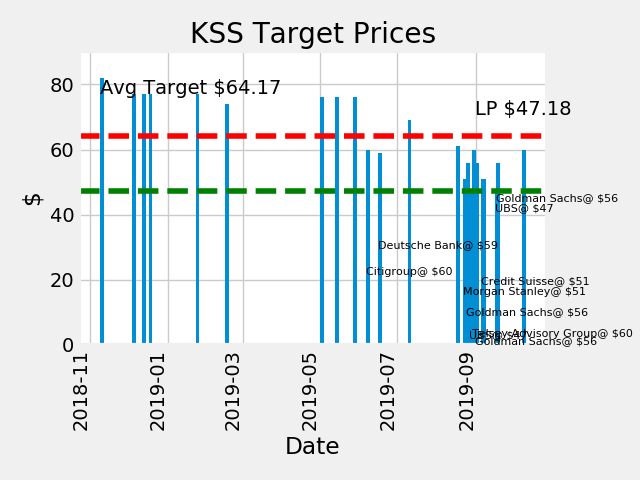 KSS Target Prices
$
80
60
40
20
0
Avg Target $64.17
LP $47.18
Goldman Sachs@ $56
UBS@ $47
Deutsche Bank@ $59
Citigroup@ $60
Credit Suisse@ $51
Morgan Stanley@ $51
Goldman Sachs@ $56
Telsey Advisory Group@ $60
Goldman Sachs@ $56
2018-11
2019-01
2019-03
2019-05
2019-07
2019-09
Date